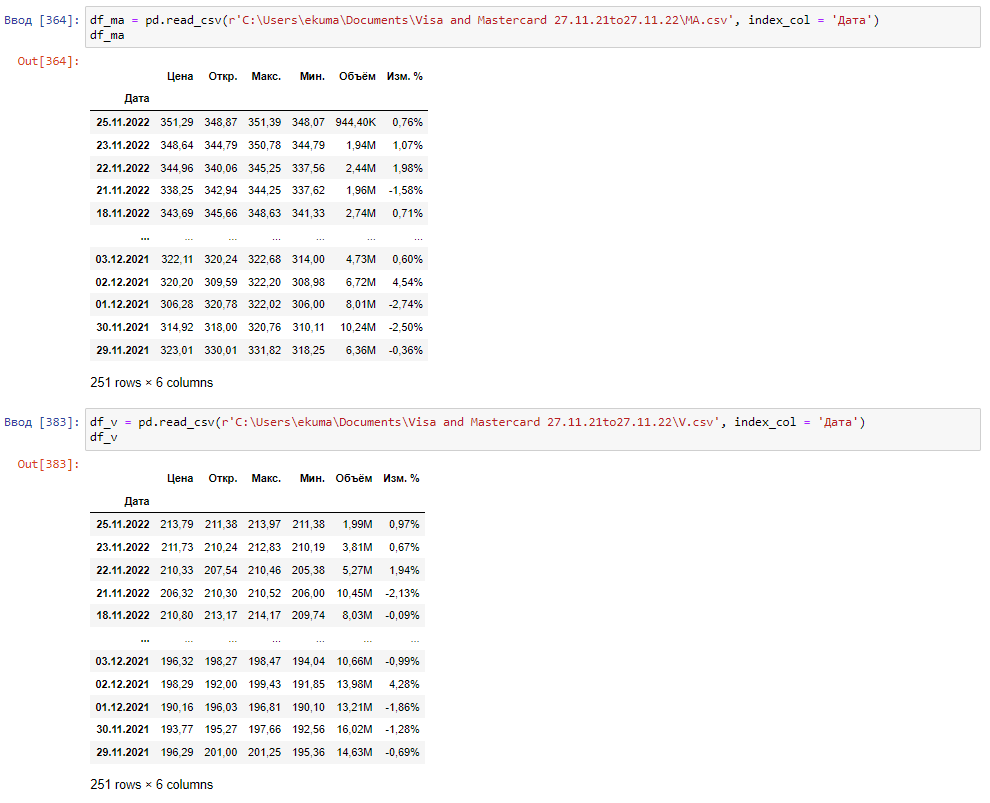 Ввод [364]: df_ma = pd.read_csv(r'C:\Users\ekuma\Documents\Visa and Mastercard 27.11.21to27.11.22\MA.csv', index_col = 'Дата')
df_ma
Out[364]:
Цена Откр. Макс. Мин. Объём Изм. %
Дата
25.11.2022 351,29 348,87 351,39 348,07 944,40K 0,76%
23.11.2022 348,64 344,79 350,78 344,79 1,94M 1,07%
22.11.2022 344,96 340,06 345,25 337,56 2,44M 1,98%
21.11.2022 338,25 342,94 344,25 337,62 1,96M -1,58%
18.11.2022 343,69 345,66 348,63 341,33 2,74M 0,71%
... ... ... ... ... ... ...
03.12.2021 322,11 320,24 322,68 314,00 4,73M 0,60%
02.12.2021 320,20 309,59 322,20 308,98 6,72M 4,54%
01.12.2021 306,28 320,78 322,02 306,00 8,01M -2,74%
30.11.2021 314,92 318,00 320,76 310,11 10,24M -2,50%
29.11.2021 323,01 330,01 331,82 318,25 6,36M -0,36%
251 rows × 6 columns
Ввод [383]: df_v = pd.read_csv(r'C:\Users\ekuma\Documents\Visa and Mastercard 27.11.21to27.11.22\V.csv', index_col = 'Дата')
df_v
Out[383]:
Цена Откр. Макс. Мин. Объём Изм. %
Дата
25.11.2022 213,79 211,38 213,97 211,38 1,99M 0,97%
23.11.2022 211,73 210,24 212,83 210,19 3,81M 0,67%
22.11.2022 210,33 207,54 210,46 205,38 5,27M 1,94%
21.11.2022 206,32 210,30 210,52 206,00 10,45M -2,13%
18.11.2022 210,80 213,17 214,17 209,74 8,03M -0,09%
... ... ... ... ... ... ...
03.12.2021 196,32 198,27 198,47 194,04 10,66M -0,99%
02.12.2021 198,29 192,00 199,43 191,85 13,98M 4,28%
01.12.2021 190,16 196,03 196,81 190,10 13,21M -1,86%
30.11.2021 193,77 195,27 197,66 192,56 16,02M -1,28%
29.11.2021 196,29 201,00 201,25 195,36 14,63M -0,69%
251 rows × 6 columns